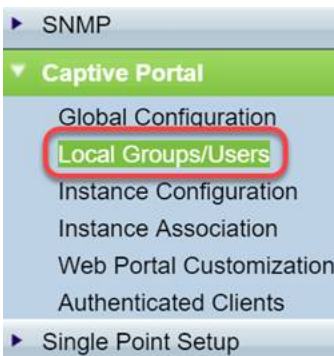 SNMP
Captive Portal
Global Configuration
Local Groups/Users
Instance Configuration
Instance Association
Web Portal Customization
Authenticated Clients
Single Point Setup